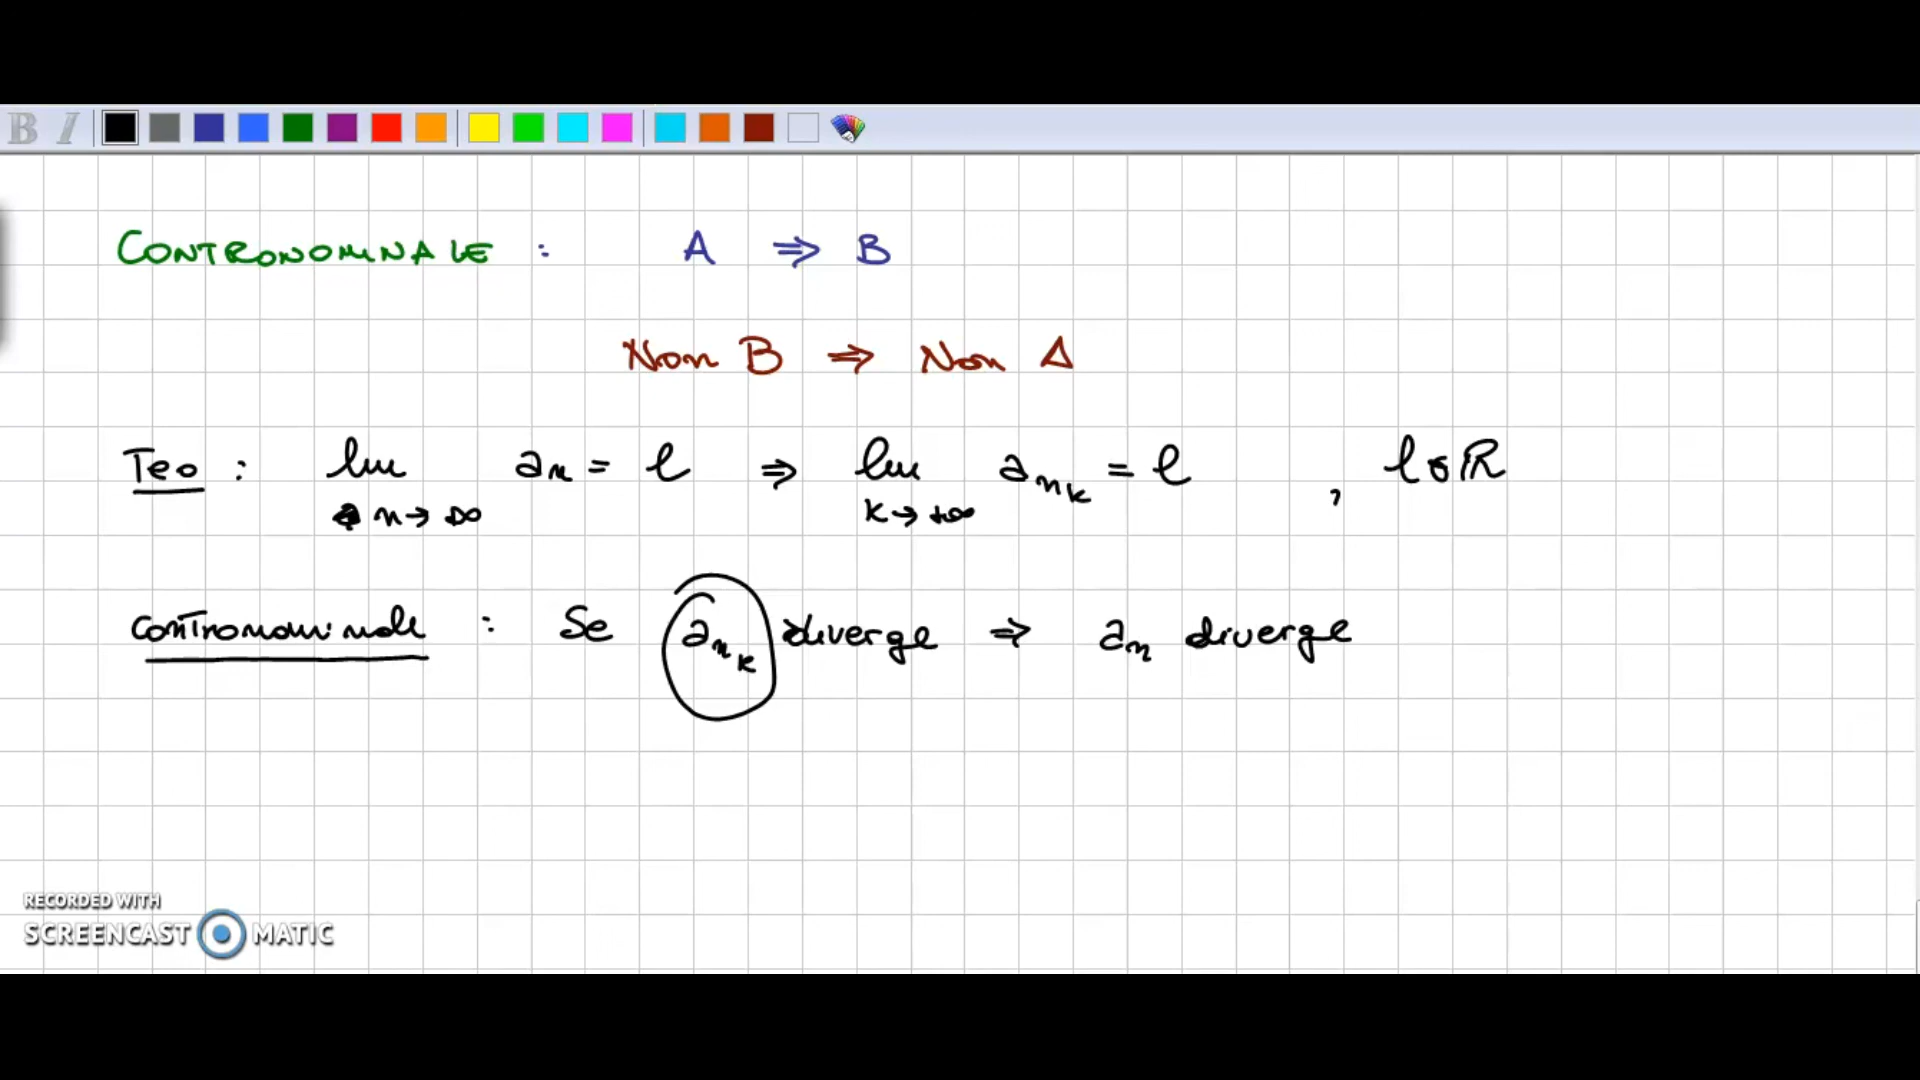 B I
CONTRONOMINALE : A ⇒ B
Non B ⇒ Non A
Teo : lim n→∞ an = l ⇒ lim k→+∞ ank = l , l∈R
contronominale : Se ank diverge ⇒ an diverge
RECORDED WITH
SCREENCAST MATIC